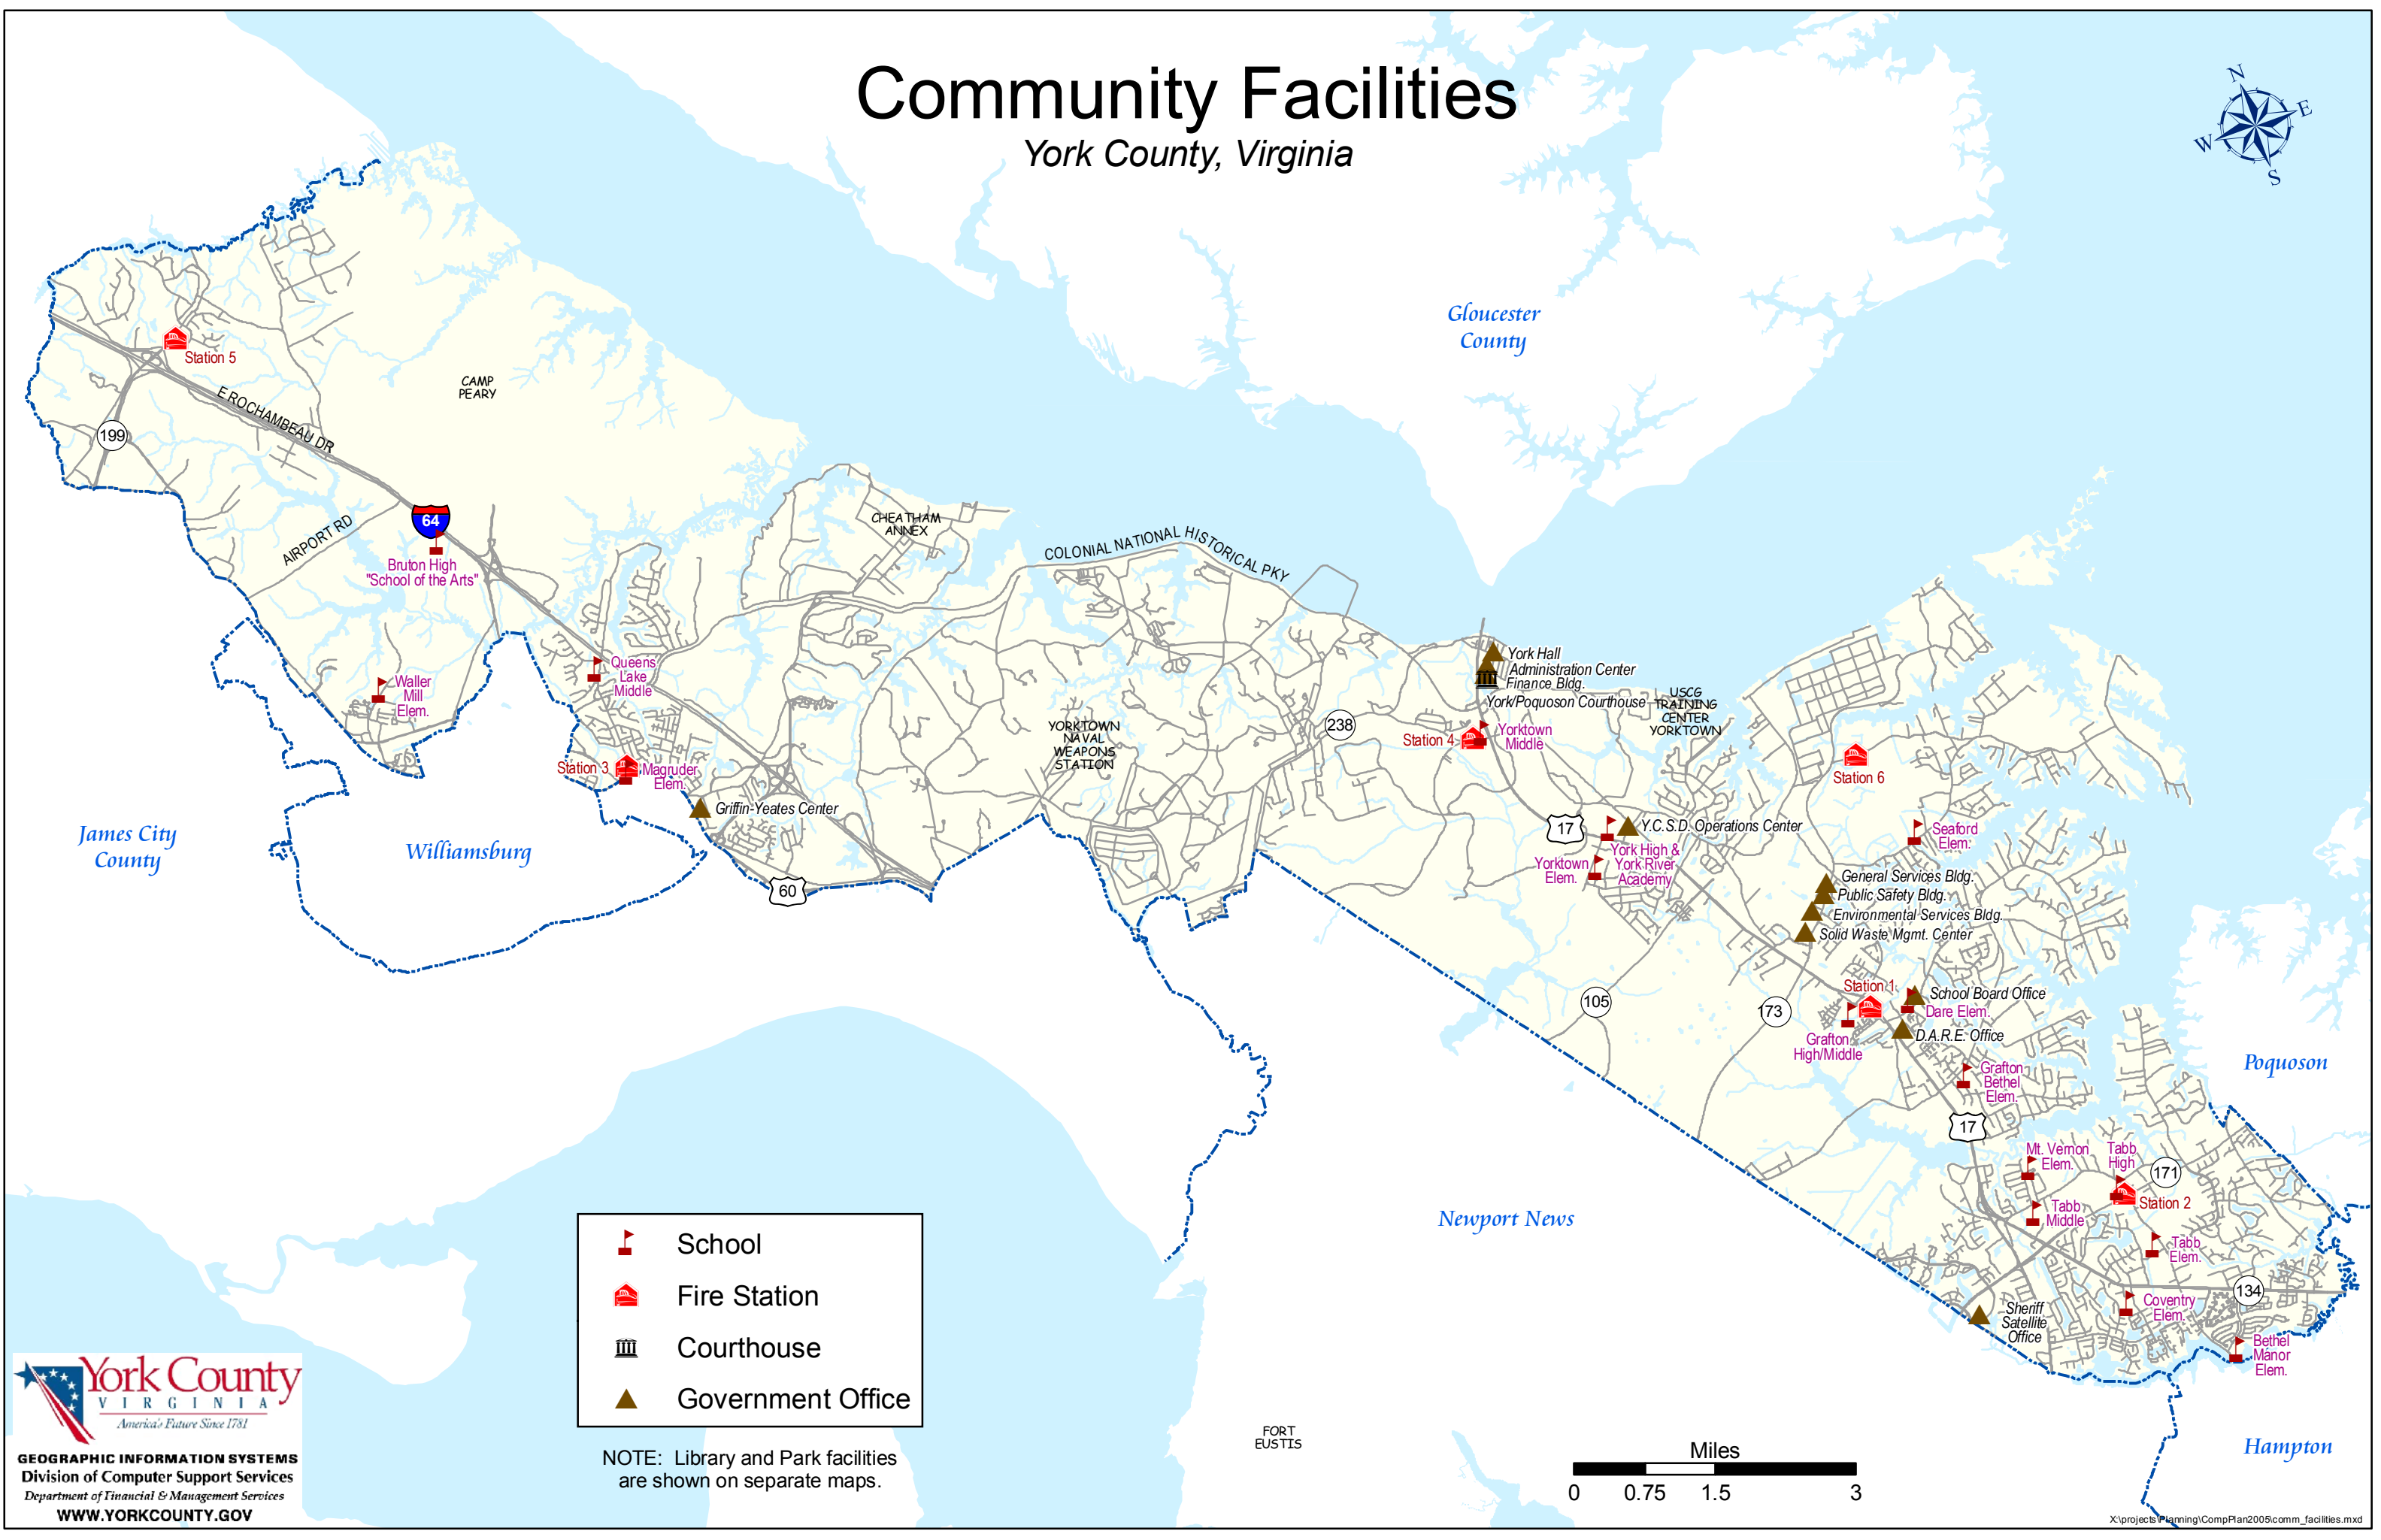 Community Facilities
York County, Virginia
N
E
W
S
Gloucester
County
Station 5
CAMP
PEARY
E ROCHAMBEAU DR
199
64
AIRPORT RD
Bruton High
"School of the Arts"
CHEATHAM
ANNEX
COLONIAL NATIONAL HISTORICAL PKY
Queens
Lake
Middle
Waller
Mill
Elem.
York Hall
Administration Center
Finance Bldg.
York/Poquoson Courthouse
USCG
TRAINING
CENTER
YORKTOWN
238
YORKTOWN
NAVAL
WEAPONS
STATION
Station 4
Yorktown
Middle
Station 3
Magruder
Elem.
Station 6
Griffin-Yeates Center
17
Y.C.S.D. Operations Center
Seaford
Elem.
James City
County
Williamsburg
York High &
York River
Academy
Yorktown
Elem.
60
General Services Bldg.
Public Safety Bldg.
Environmental Services Bldg.
Solid Waste Mgmt. Center
105
173
Station 1
School Board Office
Dare Elem.
D.A.R.E. Office
Grafton
High/Middle
Grafton
Bethel
Elem.
Poquoson
17
Mt. Vernon
Elem.
Tabb
High
171
Station 2
Tabb
Middle
Newport News
Tabb
Elem.
134
Coventry
Elem.
Sheriff
Satellite
Office
Bethel
Manor
Elem.
School
Fire Station
Courthouse
Government Office
NOTE: Library and Park facilities
are shown on separate maps.
FORT
EUSTIS
Hampton
Miles
0 0.75 1.5 3
York County
VIRGINIA
America's Future Since 1781
GEOGRAPHIC INFORMATION SYSTEMS
Division of Computer Support Services
Department of Financial & Management Services
WWW.YORKCOUNTY.GOV
X:\projects\Planning\CompPlan2005\comm_facilities.mxd